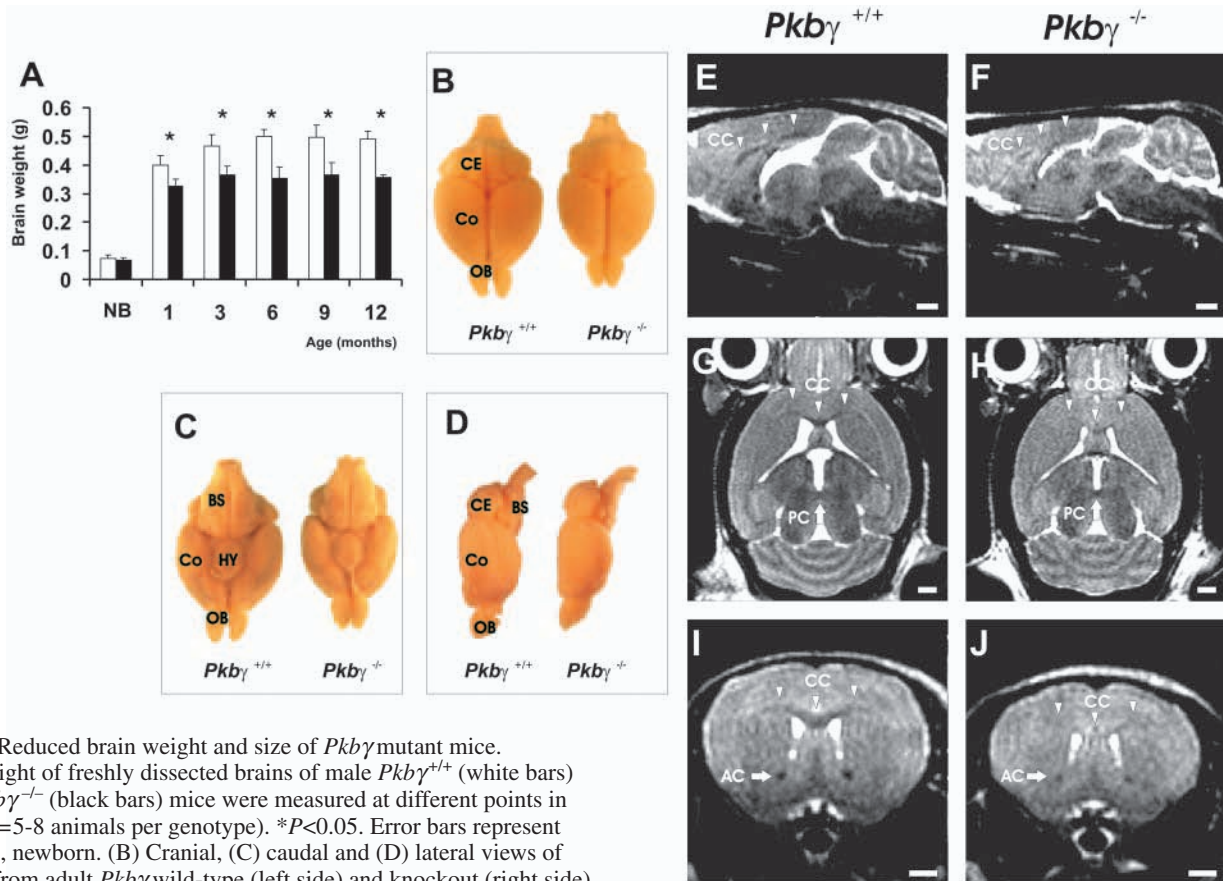 Pkbγ +/+
Pkbγ -/-
A
Brain weight (g)
0.6
0.5
0.4
0.3
0.2
0.1
0
*
*
*
*
*
NB
1
3
6
9
12
Age (months)
B
CE
Co
OB
Pkbγ +/+
Pkbγ -/-
C
BS
Co
HY
OB
Pkbγ +/+
Pkbγ -/-
D
CE
BS
Co
OB
Pkbγ +/+
Pkbγ -/-
E
CC
F
CC
G
CC
PC
H
CC
PC
I
CC
AC
J
CC
AC
Reduced brain weight and size of Pkbγ mutant mice.
ight of freshly dissected brains of male Pkbγ+/+ (white bars)
bγ−/− (black bars) mice were measured at different points in
=5-8 animals per genotype). *P<0.05. Error bars represent
, newborn. (B) Cranial, (C) caudal and (D) lateral views of
from adult Pkbγ wild-type (left side) and knockout (right side)